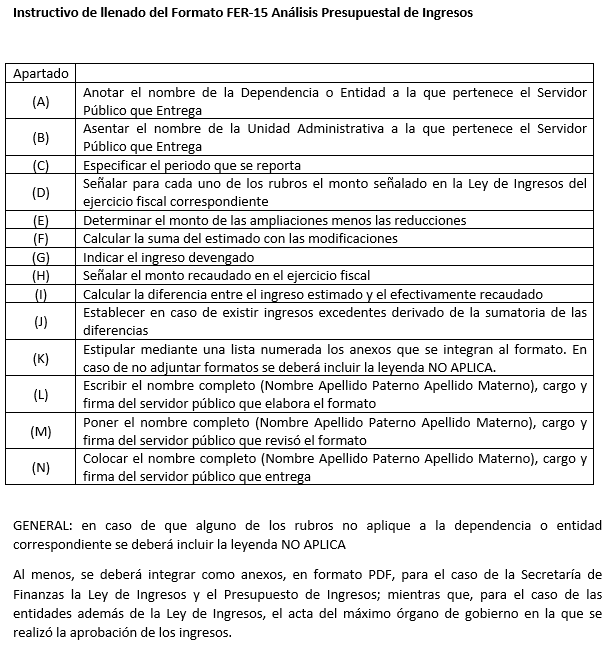 Instructivo de llenado del Formato FER-15 Análisis Presupuestal de Ingresos
Apartado
(A)
Anotar el nombre de la Dependencia o Entidad a la que pertenece el Servidor
Público que Entrega
(B)
Asentar el nombre de la Unidad Administrativa a la que pertenece el Servidor
Público que Entrega
(C)
Especificar el periodo que se reporta
(D)
Señalar para cada uno de los rubros el monto señalado en la Ley de Ingresos del
ejercicio fiscal correspondiente
(E)
Determinar el monto de las ampliaciones menos las reducciones
(F)
Calcular la suma del estimado con las modificaciones
(G)
Indicar el ingreso devengado
(H)
Señalar el monto recaudado en el ejercicio fiscal
(I)
Calcular la diferencia entre el ingreso estimado y el efectivamente recaudado
(J)
Establecer en caso de existir ingresos excedentes derivado de la sumatoria de las
diferencias
(K)
Estipular mediante una lista numerada los anexos que se integran al formato. En
caso de no adjuntar formatos se deberá incluir la leyenda NO APLICA.
(L)
Escribir el nombre completo (Nombre Apellido Paterno Apellido Materno), cargo y
firma del servidor público que elabora el formato
(M)
Poner el nombre completo (Nombre Apellido Paterno Apellido Materno), cargo y
firma del servidor público que revisó el formato
(N)
Colocar el nombre completo (Nombre Apellido Paterno Apellido Materno), cargo y
firma del servidor público que entrega
GENERAL: en caso de que alguno de los rubros no aplique a la dependencia o entidad
correspondiente se deberá incluir la leyenda NO APLICA
Al menos, se deberá integrar como anexos, en formato PDF, para el caso de la Secretaría de
Finanzas la Ley de Ingresos y el Presupuesto de Ingresos; mientras que, para el caso de las
entidades además de la Ley de Ingresos, el acta del máximo órgano de gobierno en la que se
realizó la aprobación de los ingresos.